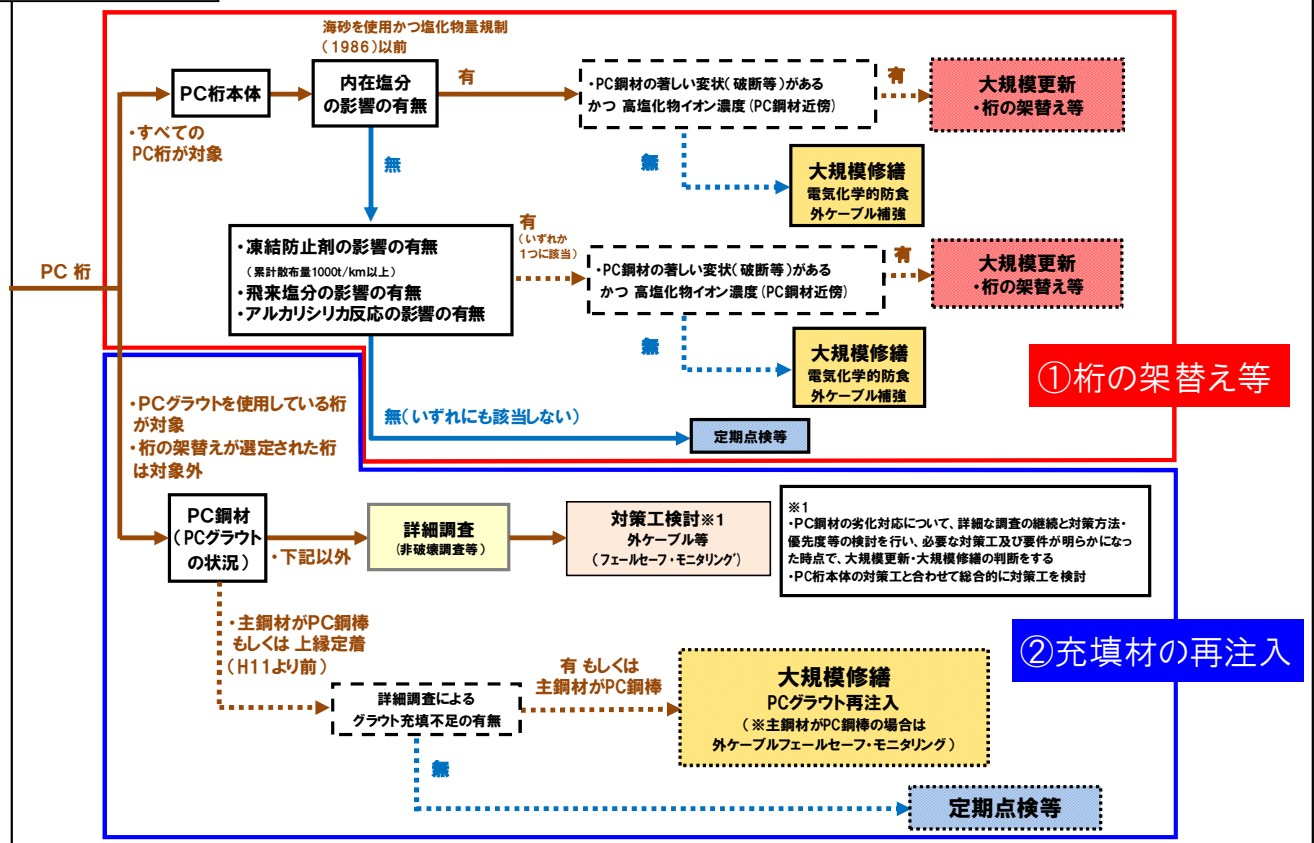 海砂を使用かつ塩化物量規制
(1986)以前
PC桁本体
内在塩分
の影響の有無
有
・PC鋼材の著しい変状(破断等)がある
かつ 高塩化物イオン濃度(PC鋼材近傍)
有
大規模更新
・桁の架替え等
・すべての
PC桁が対象
無
無
大規模修繕
電気化学的防食
外ケーブル補強
PC 桁
・凍結防止剤の影響の有無
(累計散布量1000t/km以上)
・飛来塩分の影響の有無
・アルカリシリカ反応の影響の有無
有
(いずれか
1つに該当)
・PC鋼材の著しい変状(破断等)がある
かつ 高塩化物イオン濃度(PC鋼材近傍)
有
大規模更新
・桁の架替え等
無
大規模修繕
電気化学的防食
外ケーブル補強
①桁の架替え等
・PCグラウトを使用している桁
が対象
・桁の架替えが選定された桁
は対象外
無(いずれにも該当しない)
定期点検等
PC鋼材
(PCグラウト
の状況)
・下記以外
詳細調査
(非破壊調査等)
対策工検討※1
外ケーブル等
(フェールセーフ・モニタリング)
※1
・PC鋼材の劣化対応について、詳細な調査の継続と対策方法・
優先度等の検討を行い、必要な対策工及び要件が明らかになっ
た時点で、大規模更新・大規模修繕の判断をする
・PC桁本体の対策工と合わせて総合的に対策工を検討
・主鋼材がPC鋼棒
もしくは 上縁定着
(H11より前)
②充填材の再注入
詳細調査による
グラウト充填不足の有無
有 もしくは
主鋼材がPC鋼棒
大規模修繕
PCグラウト再注入
(※主鋼材がPC鋼棒の場合は
外ケーブルフェールセーフ・モニタリング)
無
定期点検等